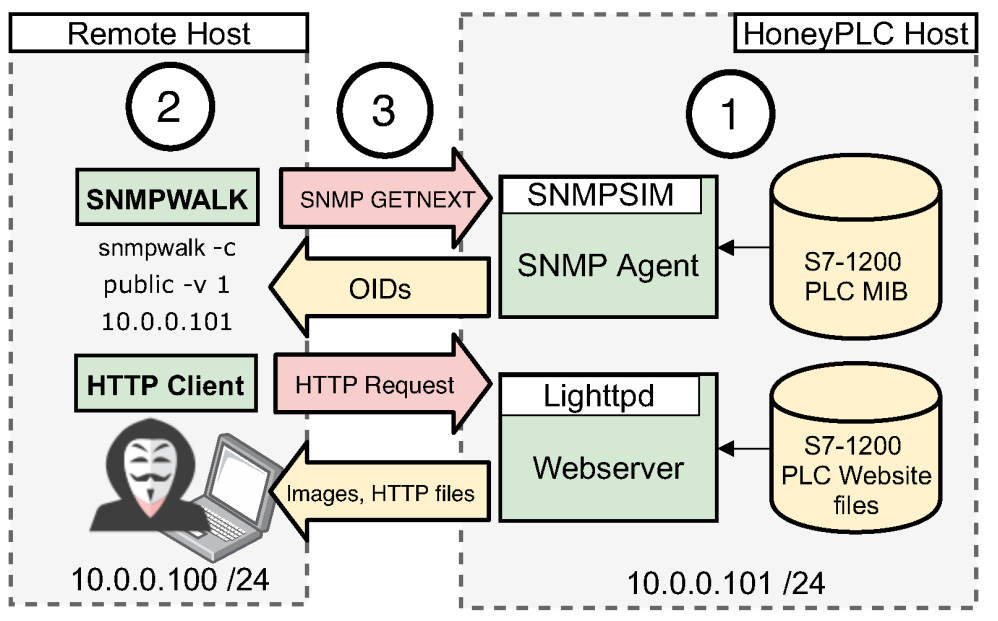 Remote Host
HoneyPLC Host
2
3
1
SNMPWALK
snmpwalk -c
public -v 1
10.0.0.101
SNMP GETNEXT
OIDs
SNMPSIM
SNMP Agent
S7-1200
PLC MIB
HTTP Client
HTTP Request
Images, HTTP files
Lighttpd
Webserver
S7-1200
PLC Website
files
10.0.0.100 /24
10.0.0.101 /24